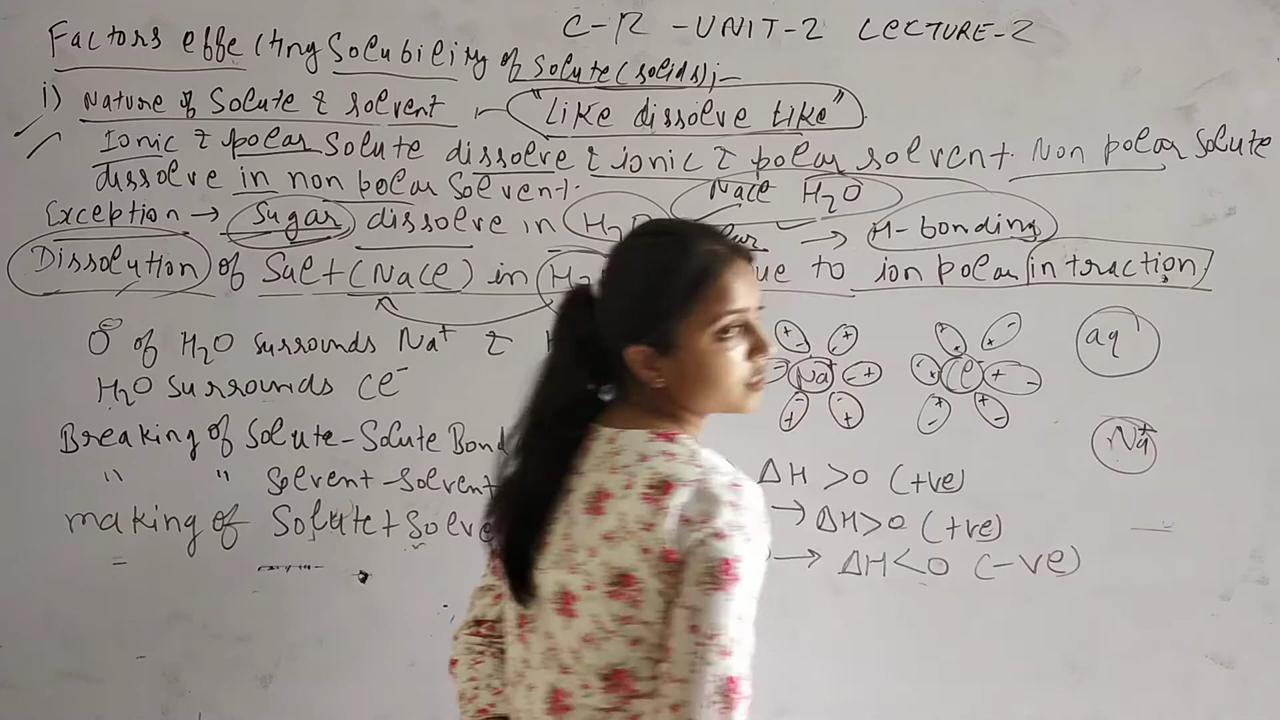 C-R -UNIT-2 LECTURE-2
Factors effecting Solubility of Solute (solids);-
i) Nature of Solute & solvent "Like dissolve Like"
Ionic & polar Solute dissolve & ionic & polar solvent. Non polar Solute
dissolve in non polar Solvent. Nacl H2O
Exception → Sugar dissolve in H2O → H-bonding
Dissolution of Salt (Nacl) in H2 to ion polar intraction
O⊖ of H2O surrounds Na+ &
H2O surrounds cl-
+ - + Na + - Cl + - aq
Na+
Breaking of Solute-Solute Bond ΔH >0 (+ve)
" " Solvent-Solvent → ΔH>0 (+ve)
making of Solute+Solve → ΔH<0 (-ve)